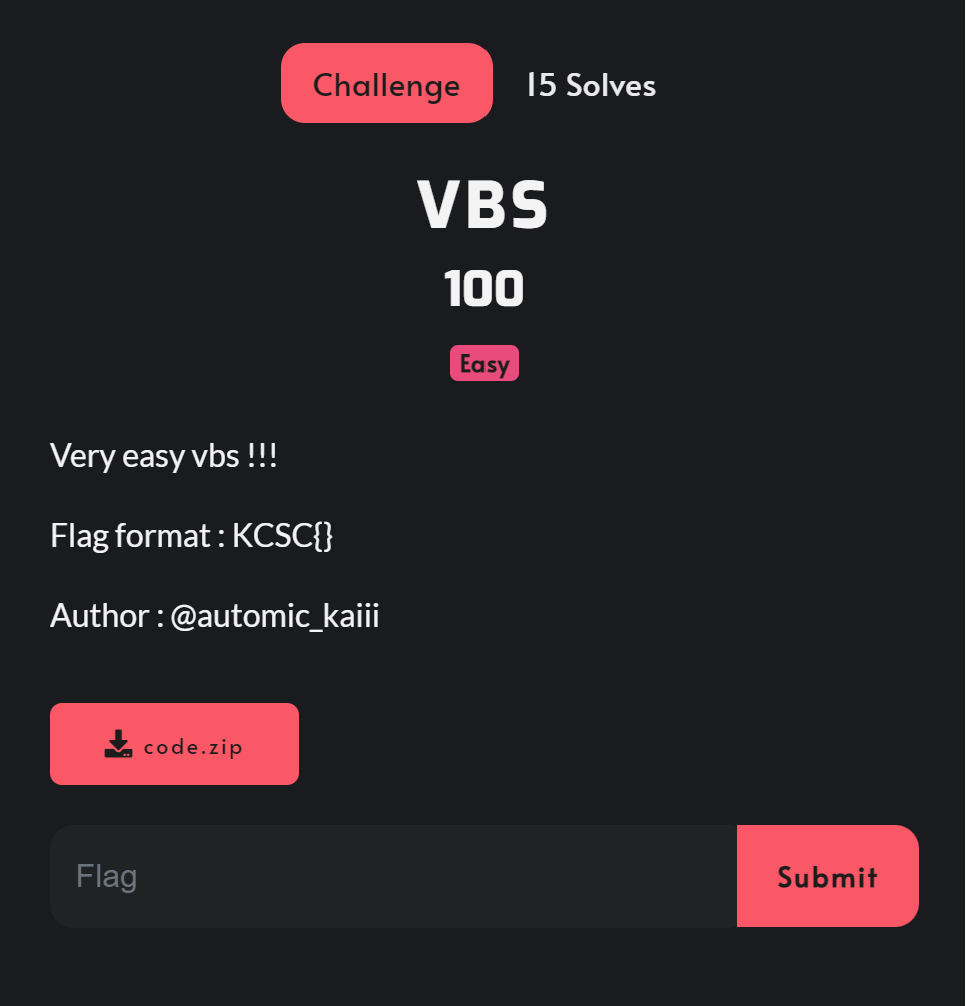 Challenge 15 Solves
VBS
100
Easy
Very easy vbs !!!
Flag format : KCSC{}
Author : @automic_kaiii
code.zip
Flag Submit